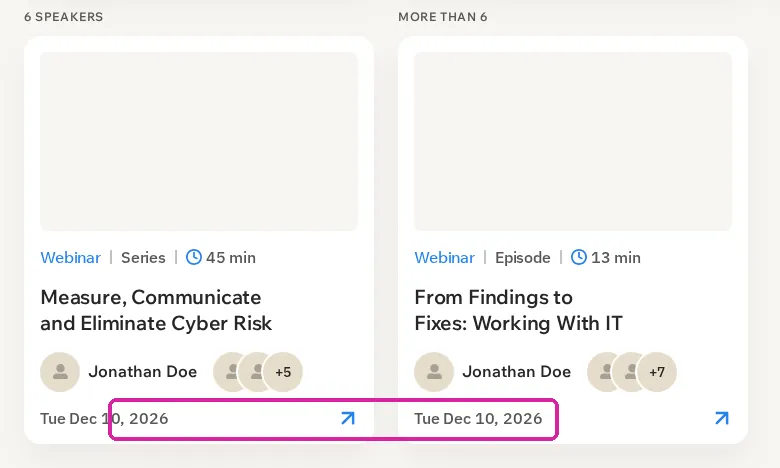 6 SPEAKERS
MORE THAN 6
Webinar | Series | 45 min
Measure, Communicate
and Eliminate Cyber Risk
Jonathan Doe +5
Tue Dec 10, 2026
Webinar | Episode | 13 min
From Findings to
Fixes: Working With IT
Jonathan Doe +7
Tue Dec 10, 2026